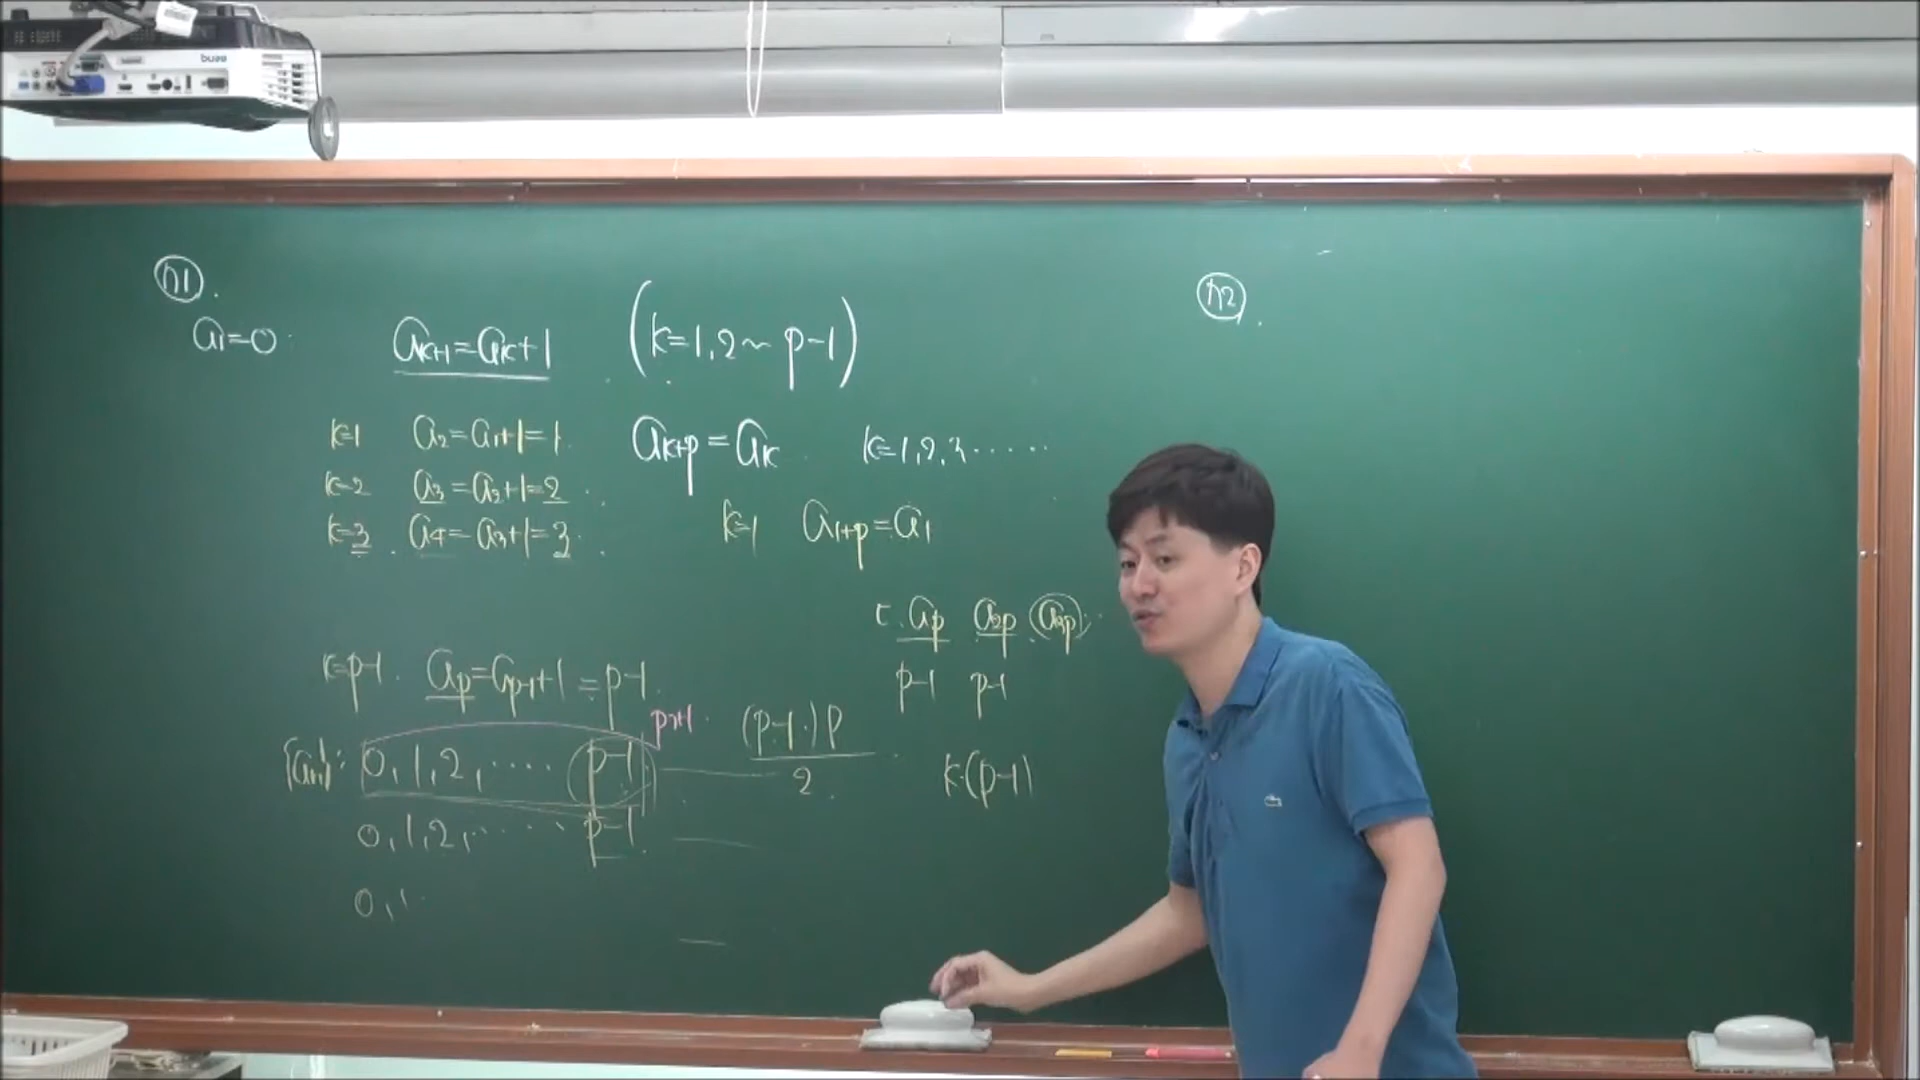 71.
a₁=0
aₖ₊₁=aₖ+1 (k=1,2~p-1)
k=1 a₂=a₁+1=1
k=2 a₃=a₂+1=2
k=3 a₄=a₃+1=3
aₖ₊ₚ=aₖ k=1,2,3······
k=1 a₁₊ₚ=a₁
ㄷ. aₚ a₂ₚ a₃ₚ
p-1 p-1
k=p-1. aₚ=aₚ₋₁+1=p-1
{aₙ}: 0,1,2,···· p-1
(p-1)p
2
k(p-1)
0,1,2,······p-1
0,1
72.
BenQ